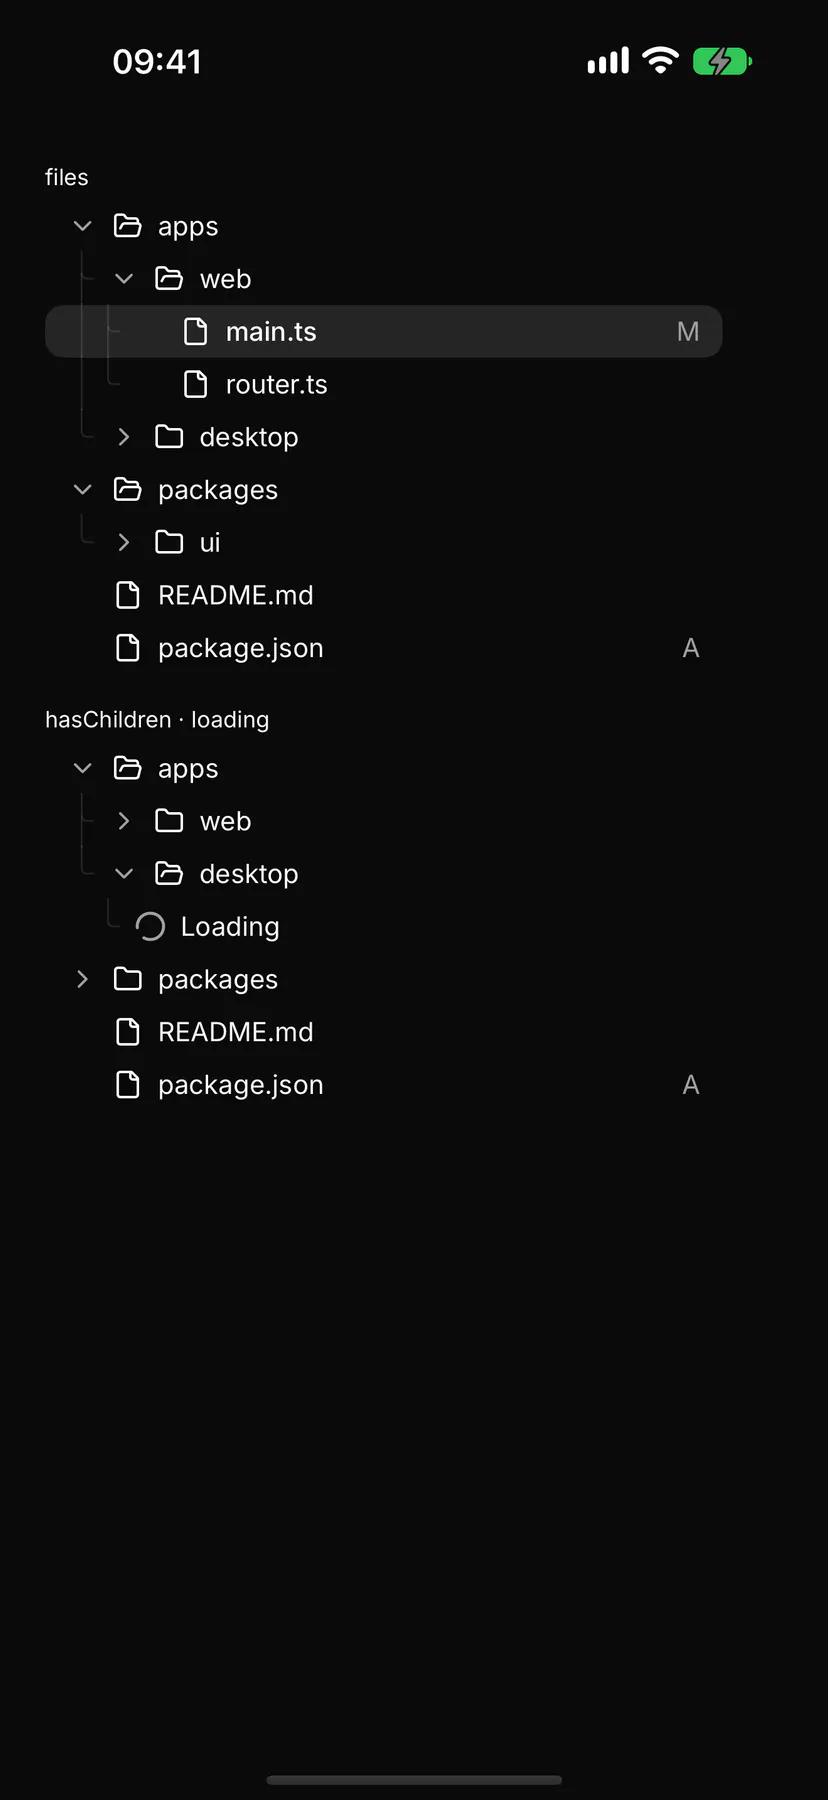 09:41
files
apps
web
main.ts M
router.ts
desktop
packages
ui
README.md
package.json A
hasChildren · loading
apps
web
desktop
Loading
packages
README.md
package.json A